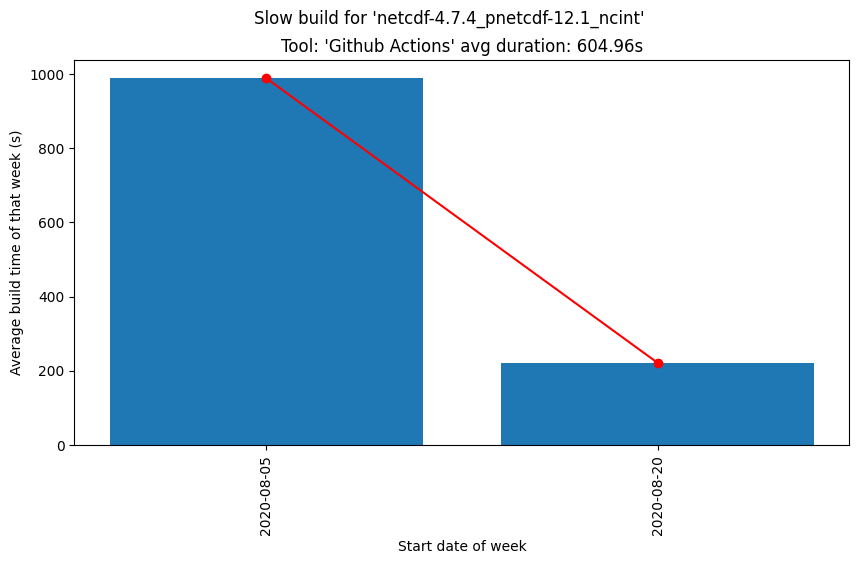 Slow build for 'netcdf-4.7.4_pnetcdf-12.1_ncint'
Tool: 'Github Actions' avg duration: 604.96s
Average build time of that week (s)
1000
800
600
400
200
0
2020-08-05
2020-08-20
Start date of week